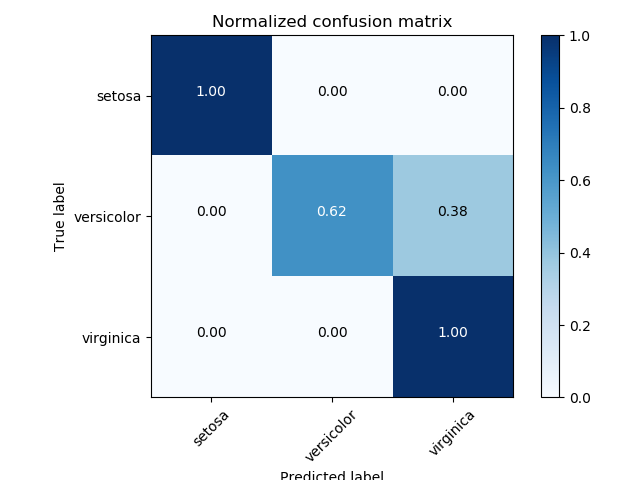 Normalized confusion matrix
True label
setosa 1.00 0.00 0.00
versicolor 0.00 0.62 0.38
virginica 0.00 0.00 1.00
setosa versicolor virginica
Predicted label
1.0
0.8
0.6
0.4
0.2
0.0